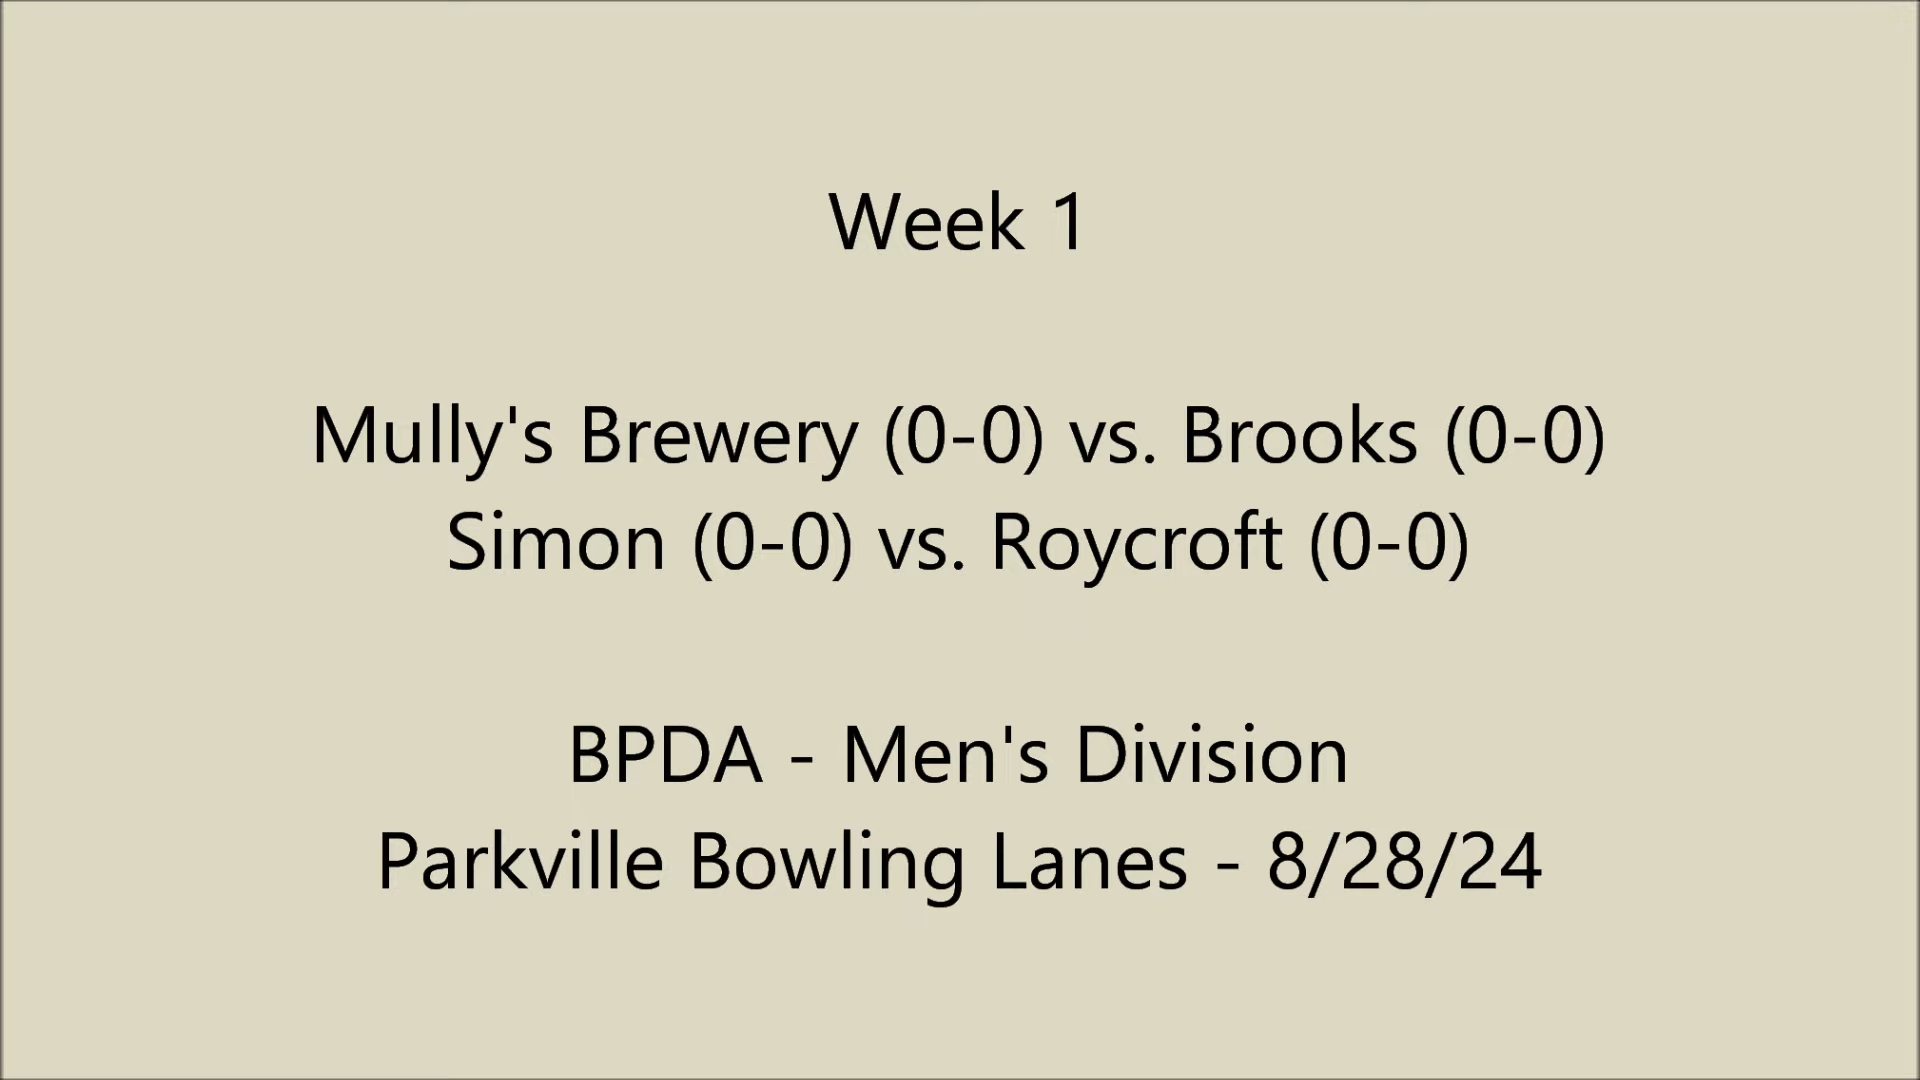 Week 1
Mully's Brewery (0-0) vs. Brooks (0-0)
Simon (0-0) vs. Roycroft (0-0)
BPDA - Men's Division
Parkville Bowling Lanes - 8/28/24